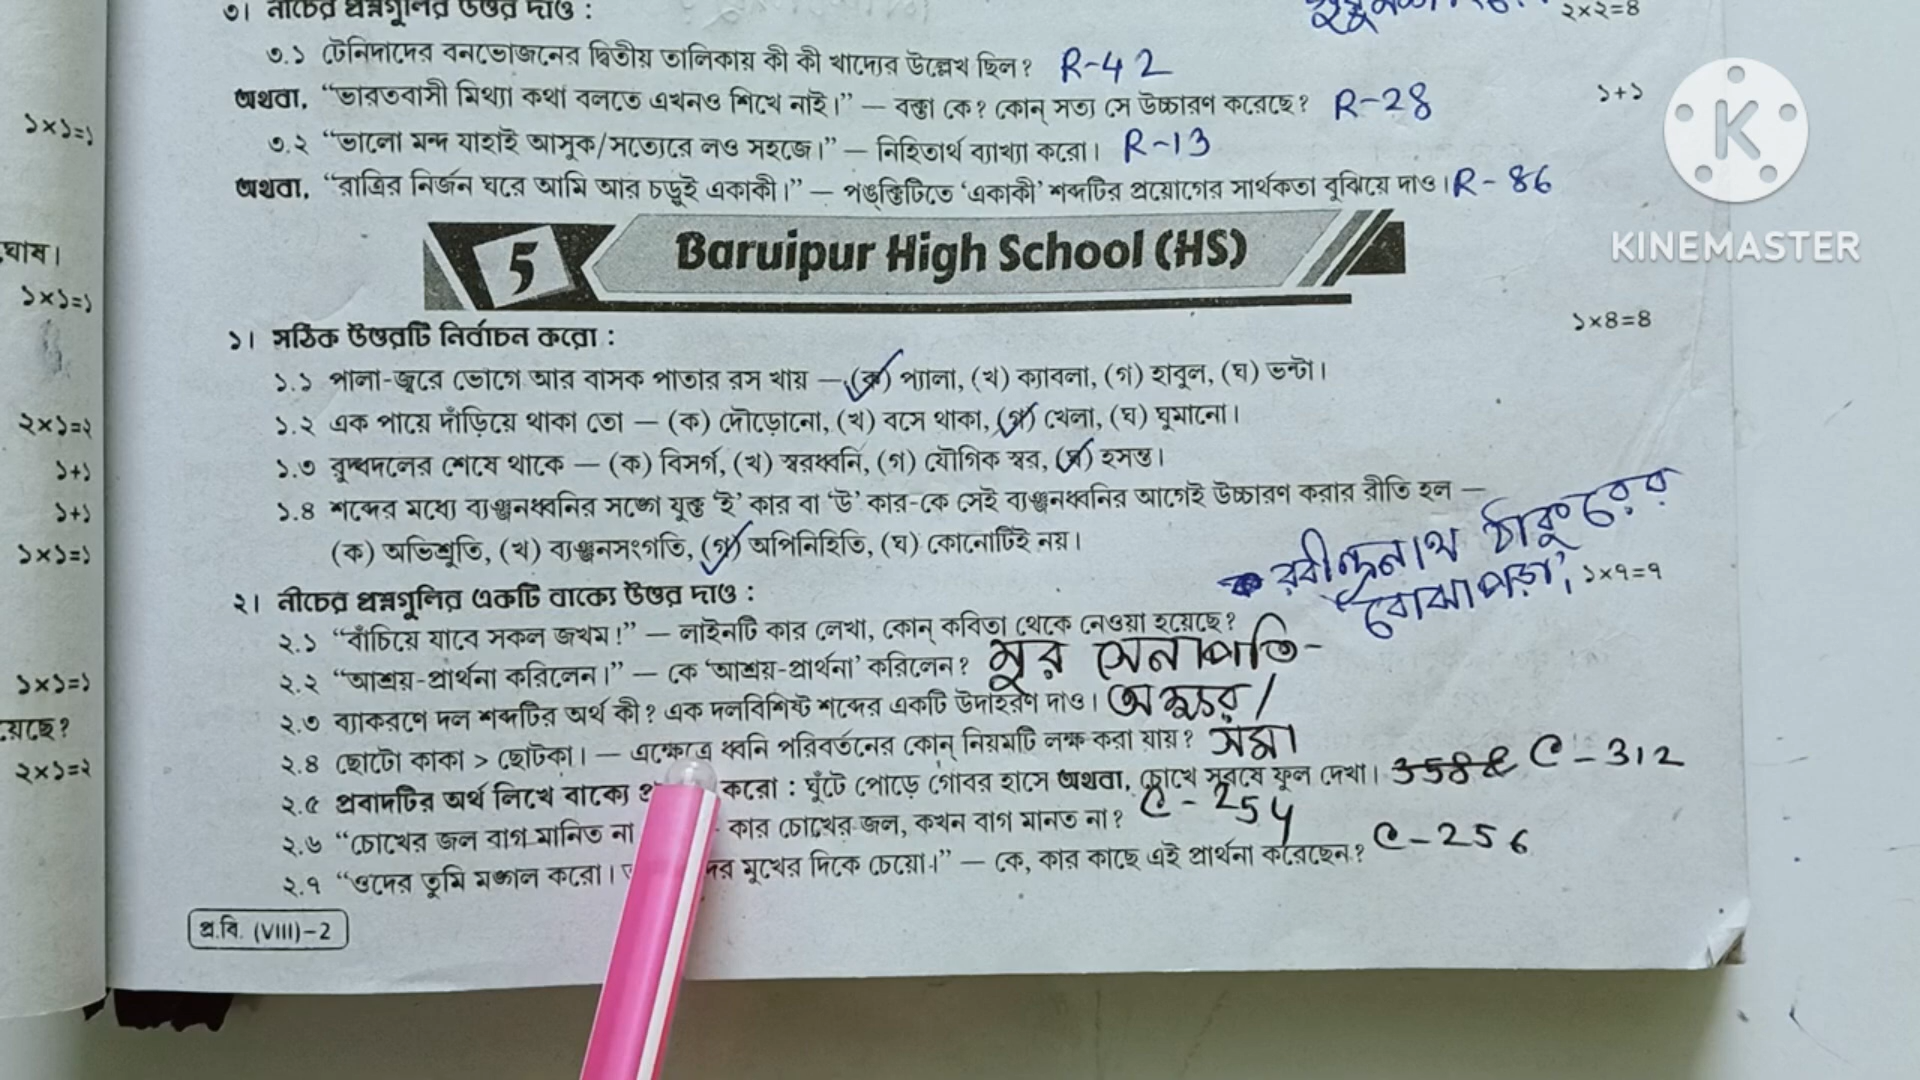 ৩। নীচের প্রশ্নগুলির উত্তর দাও :
২×২=৪
৩.১ টেনিদাদের বনভোজনের দ্বিতীয় তালিকায় কী কী খাদ্যের উল্লেখ ছিল? R-42
অথবা, “ভারতবাসী মিথ্যা কথা বলতে এখনও শিখে নাই।” — বক্তা কে? কোন্ সত্য সে উচ্চারণ করেছে? R-28 ১+১
৩.২ “ভালো মন্দ যাহাই আসুক/সত্যেরে লও সহজে।” — নিহিতার্থ ব্যাখ্যা করো। R-13
অথবা, “রাত্রির নির্জন ঘরে আমি আর চড়ুই একাকী।” — পঙ্‌ক্তিটিতে ‘একাকী’ শব্দটির প্রয়োগের সার্থকতা বুঝিয়ে দাও। R-86
K
KINEMASTER
5 Baruipur High School (HS)
১। সঠিক উত্তরটি নির্বাচন করো : ১×৪=৪
১.১ পালা-জ্বরে ভোগে আর বাসক পাতার রস খায় — (ক) প্যালা, (খ) ক্যাবলা, (গ) হাবুল, (ঘ) ভন্টা।
১.২ এক পায়ে দাঁড়িয়ে থাকা তো — (ক) দৌড়োনো, (খ) বসে থাকা, (গ) খেলা, (ঘ) ঘুমানো।
১.৩ রুদ্ধদলের শেষে থাকে — (ক) বিসর্গ, (খ) স্বরধ্বনি, (গ) যৌগিক স্বর, (ঘ) হসন্ত।
১.৪ শব্দের মধ্যে ব্যঞ্জনধ্বনির সঙ্গে যুক্ত ‘ই’ কার বা ‘উ’ কার-কে সেই ব্যঞ্জনধ্বনির আগেই উচ্চারণ করার রীতি হল —
(ক) অভিশ্রুতি, (খ) ব্যঞ্জনসংগতি, (গ) অপিনিহিতি, (ঘ) কোনোটিই নয়।
রবীন্দ্রনাথ ঠাকুরের
‘বোঝাপড়া’
২। নীচের প্রশ্নগুলির একটি বাক্যে উত্তর দাও : ১×৭=৭
২.১ “বাঁচিয়ে যাবে সকল জখম!” — লাইনটি কার লেখা, কোন্ কবিতা থেকে নেওয়া হয়েছে?
২.২ “আশ্রয়-প্রার্থনা করিলেন।” — কে ‘আশ্রয়-প্রার্থনা’ করিলেন? মুর সেনাপতি-
২.৩ ব্যাকরণে দল শব্দটির অর্থ কী? এক দলবিশিষ্ট শব্দের একটি উদাহরণ দাও। অক্ষর /
২.৪ ছোটো কাকা > ছোটকা। — এক্ষেত্রে ধ্বনি পরিবর্তনের কোন্ নিয়মটি লক্ষ করা যায়?
২.৫ প্রবাদটির অর্থ লিখে বাক্যে করো : ঘুঁটে পোড়ে গোবর হাসে অথবা, চোখে সরষে ফুল দেখা। C-312
২.৬ “চোখের জল বাগ মানিত না কার চোখের জল, কখন বাগ মানত না? C-254
২.৭ “ওদের তুমি মঙ্গল করো। মুখের দিকে চেয়ো।” — কে, কার কাছে এই প্রার্থনা করেছেন? C-256
প্র.বি. (VIII)-2
১×১=১
ঘোষ।
১×১=১
২×১=২
১+১
১+১
১×১=১
১×১=১
য়েছে?
২×১=২